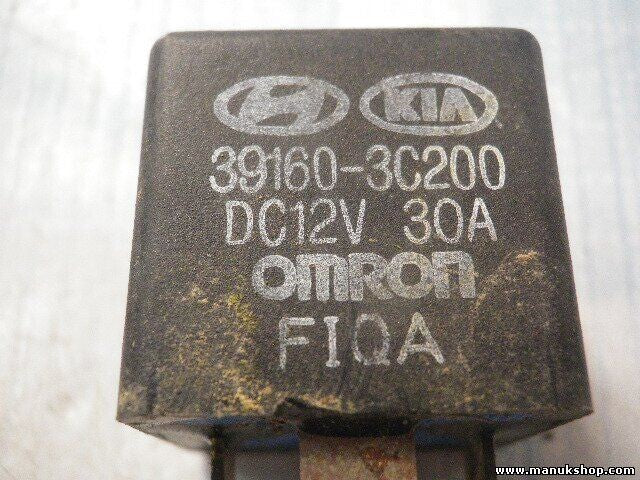 KIA
39160-3C200
DC12V 30A
OMRON
FIQA
www.manukshop.com